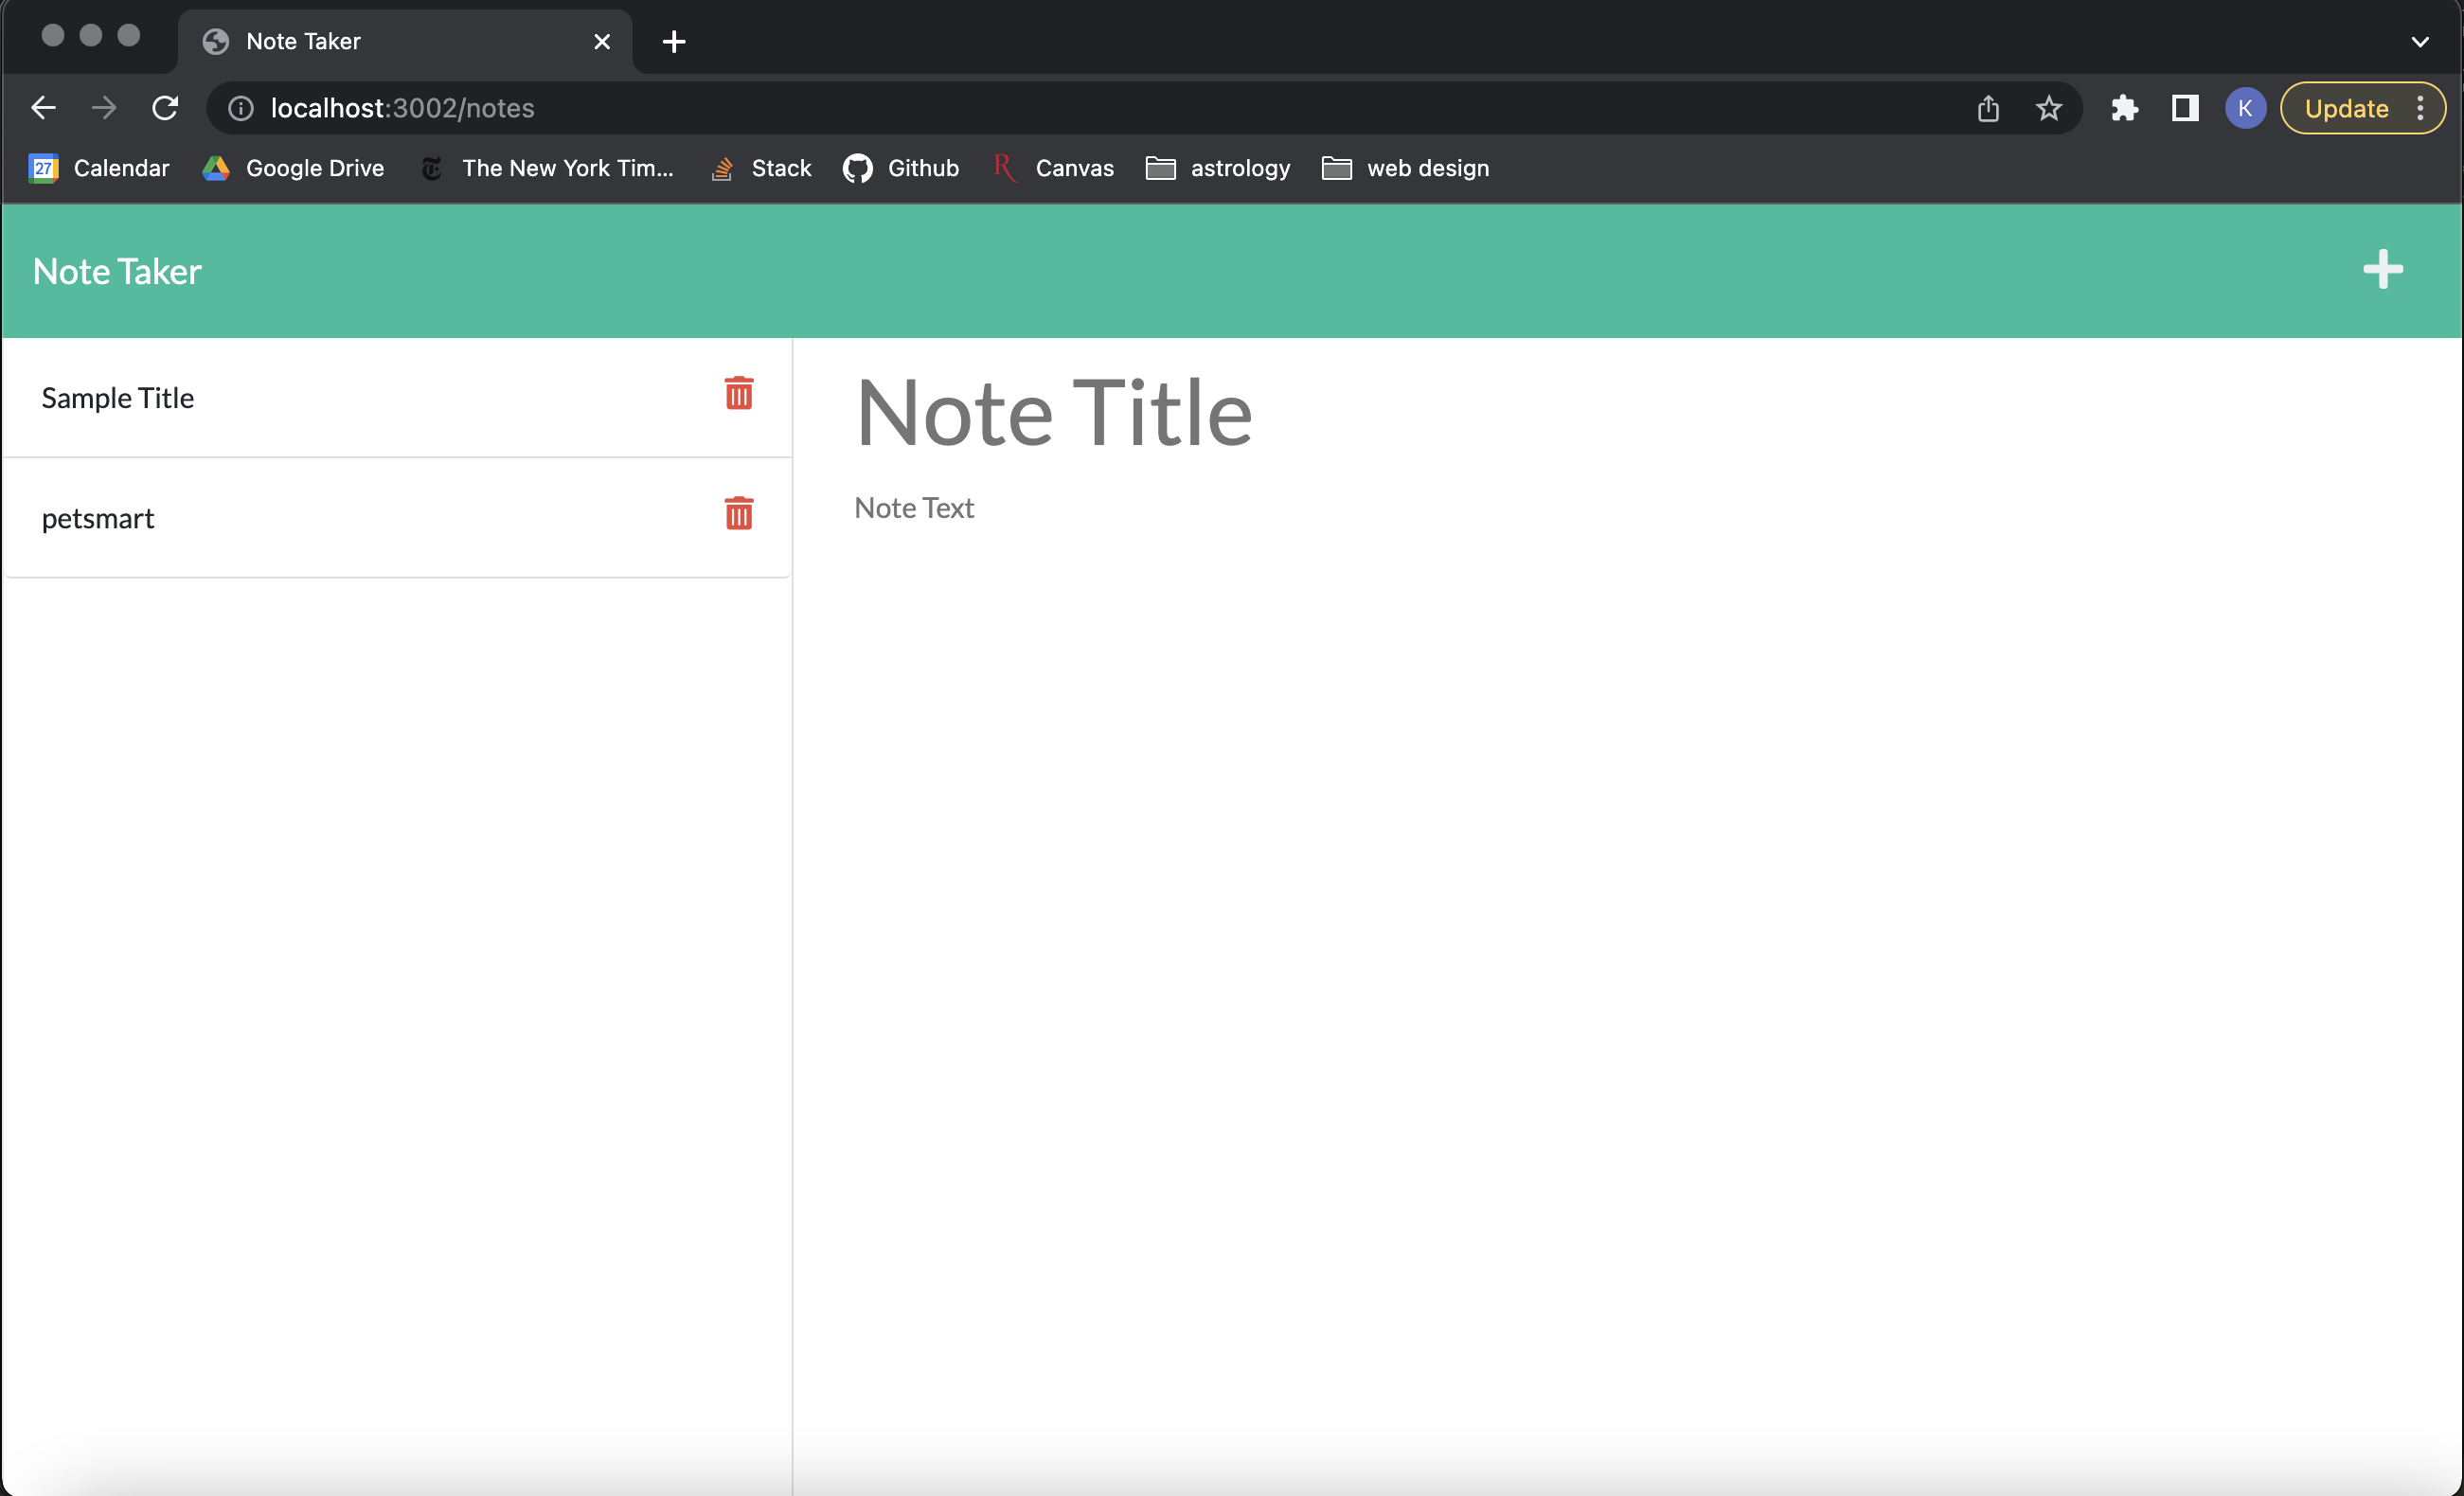 Note Taker
localhost:3002/notes
K
Update
27
Calendar
Google Drive
The New York Tim...
Stack
Github
R
Canvas
astrology
web design
Note Taker
Sample Title
petsmart
Note Title
Note Text